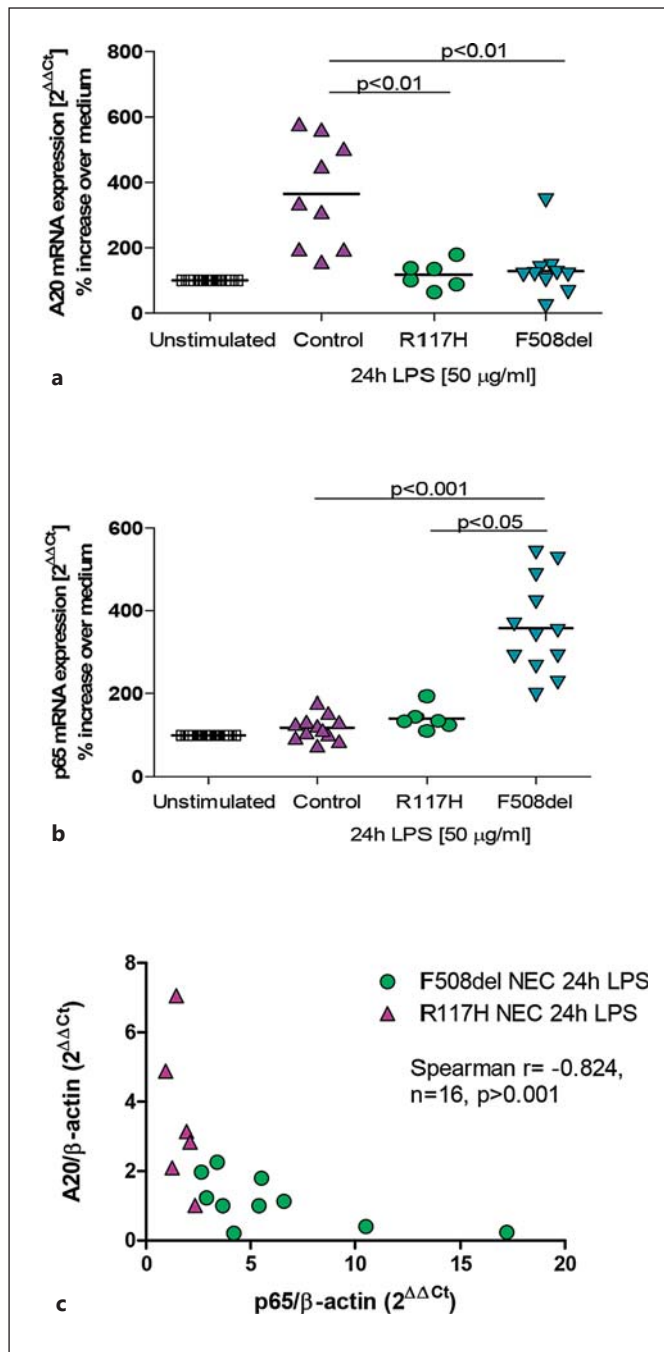 800
600
400
200
0
A20 mRNA expression [2^ΔΔCt]
% increase over medium
p<0.01
p<0.01
Unstimulated Control R117H F508del
24h LPS [50 µg/ml]
a
600
400
200
0
p65 mRNA expression [2^ΔΔCt]
% increase over medium
p<0.001
p<0.05
Unstimulated Control R117H F508del
24h LPS [50 µg/ml]
b
8
6
4
2
0
A20/β-actin (2^ΔΔCt)
F508del NEC 24h LPS
R117H NEC 24h LPS
Spearman r= -0.824,
n=16, p>0.001
0 5 10 15 20
p65/β-actin (2^ΔΔCt)
c